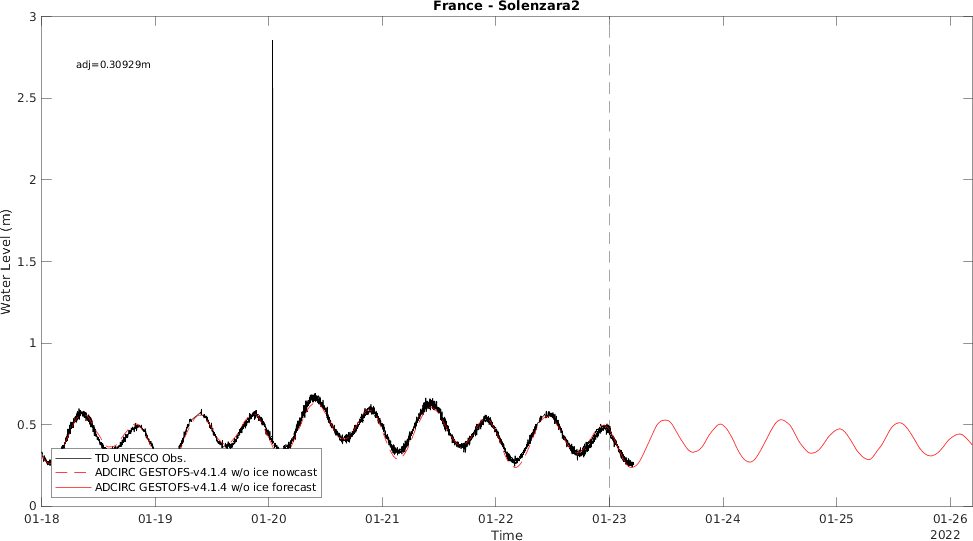 France - Solenzara2
adj=0.30929m
3
2.5
2
1.5
1
0.5
0
Water Level (m)
TD UNESCO Obs.
ADCIRC GESTOFS-v4.1.4 w/o ice nowcast
ADCIRC GESTOFS-v4.1.4 w/o ice forecast
01-18 01-19 01-20 01-21 01-22 01-23 01-24 01-25 01-26
Time
2022